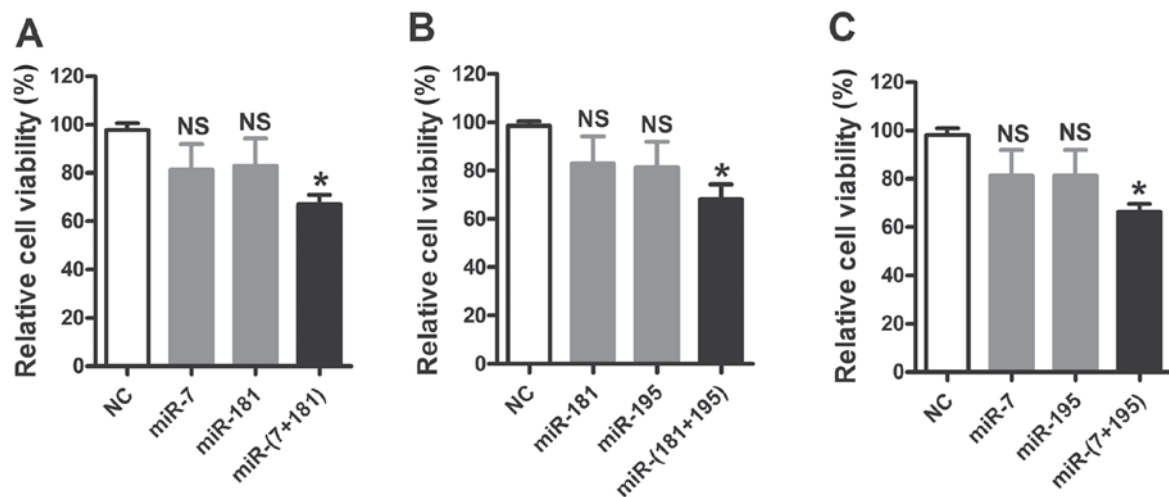 A
Relative cell viability (%)
120
100
80
60
40
20
0
NS
NS
*
NC
miR-7
miR-181
miR-(7+181)
B
Relative cell viability (%)
120
100
80
60
40
20
0
NS
NS
*
NC
miR-181
miR-195
miR-(181+195)
C
Relative cell viability (%)
120
100
80
60
40
20
0
NS
NS
*
NC
miR-7
miR-195
miR-(7+195)